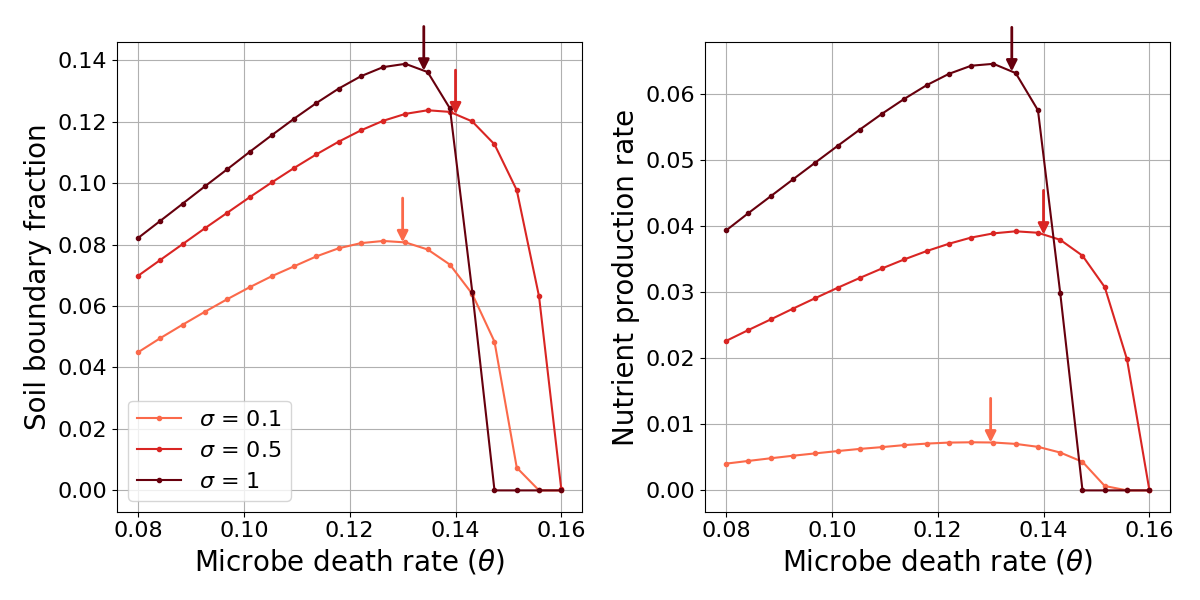 Soil boundary fraction
0.14
0.12
0.10
0.08
0.06
0.04
0.02
0.00
σ = 0.1
σ = 0.5
σ = 1
0.08 0.10 0.12 0.14 0.16
Microbe death rate (θ)
Nutrient production rate
0.06
0.05
0.04
0.03
0.02
0.01
0.00
0.08 0.10 0.12 0.14 0.16
Microbe death rate (θ)